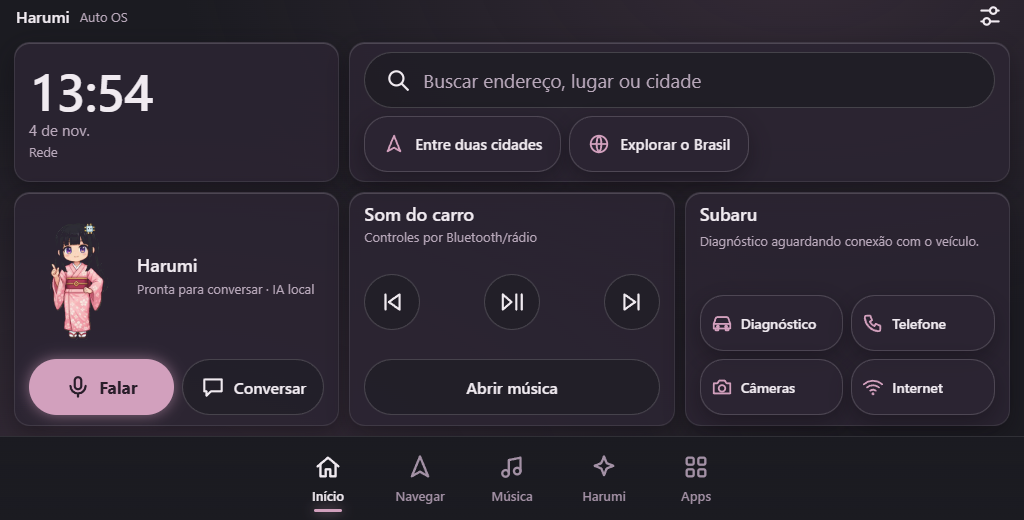 Harumi Auto OS
13:54
4 de nov.
Rede
Buscar endereço, lugar ou cidade
Entre duas cidades
Explorar o Brasil
Harumi
Pronta para conversar · IA local
Falar
Conversar
Som do carro
Controles por Bluetooth/rádio
Abrir música
Subaru
Diagnóstico aguardando conexão com o veículo.
Diagnóstico
Telefone
Câmeras
Internet
Início
Navegar
Música
Harumi
Apps